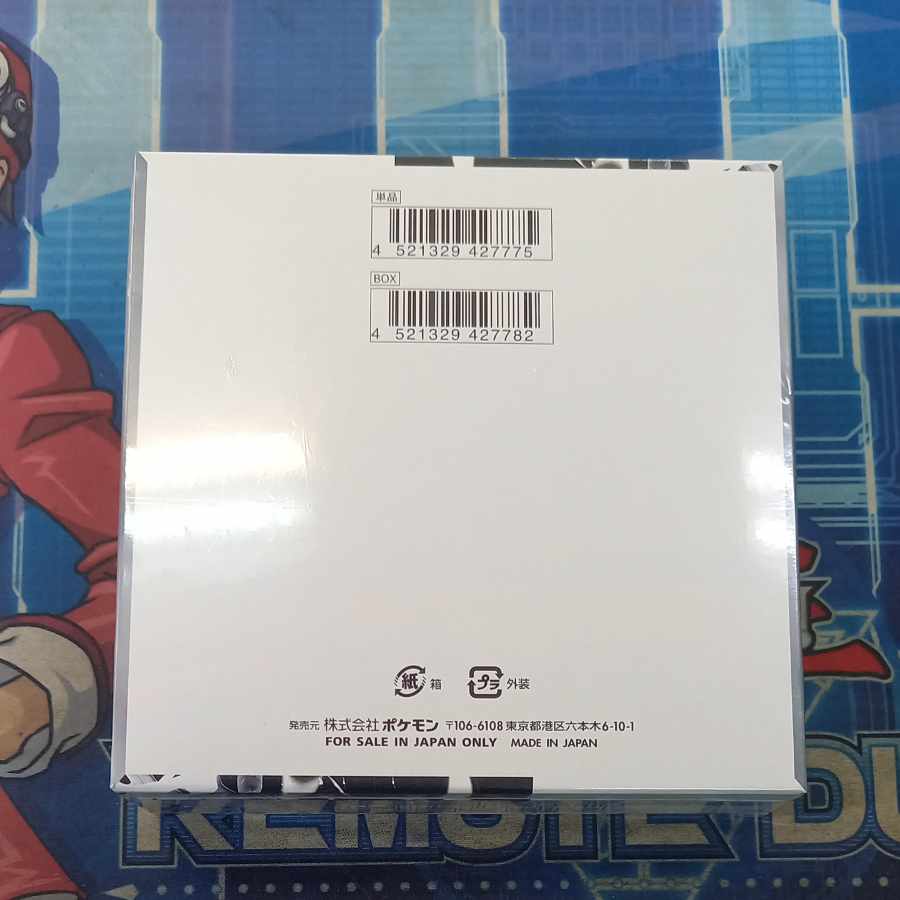 単品
4 521329 427775
BOX
4 521329 427782
紙 箱 プラ 外装
発売元 株式会社 ポケモン 〒106-6108 東京都港区六本木6-10-1
FOR SALE IN JAPAN ONLY MADE IN JAPAN
REMOTE DU